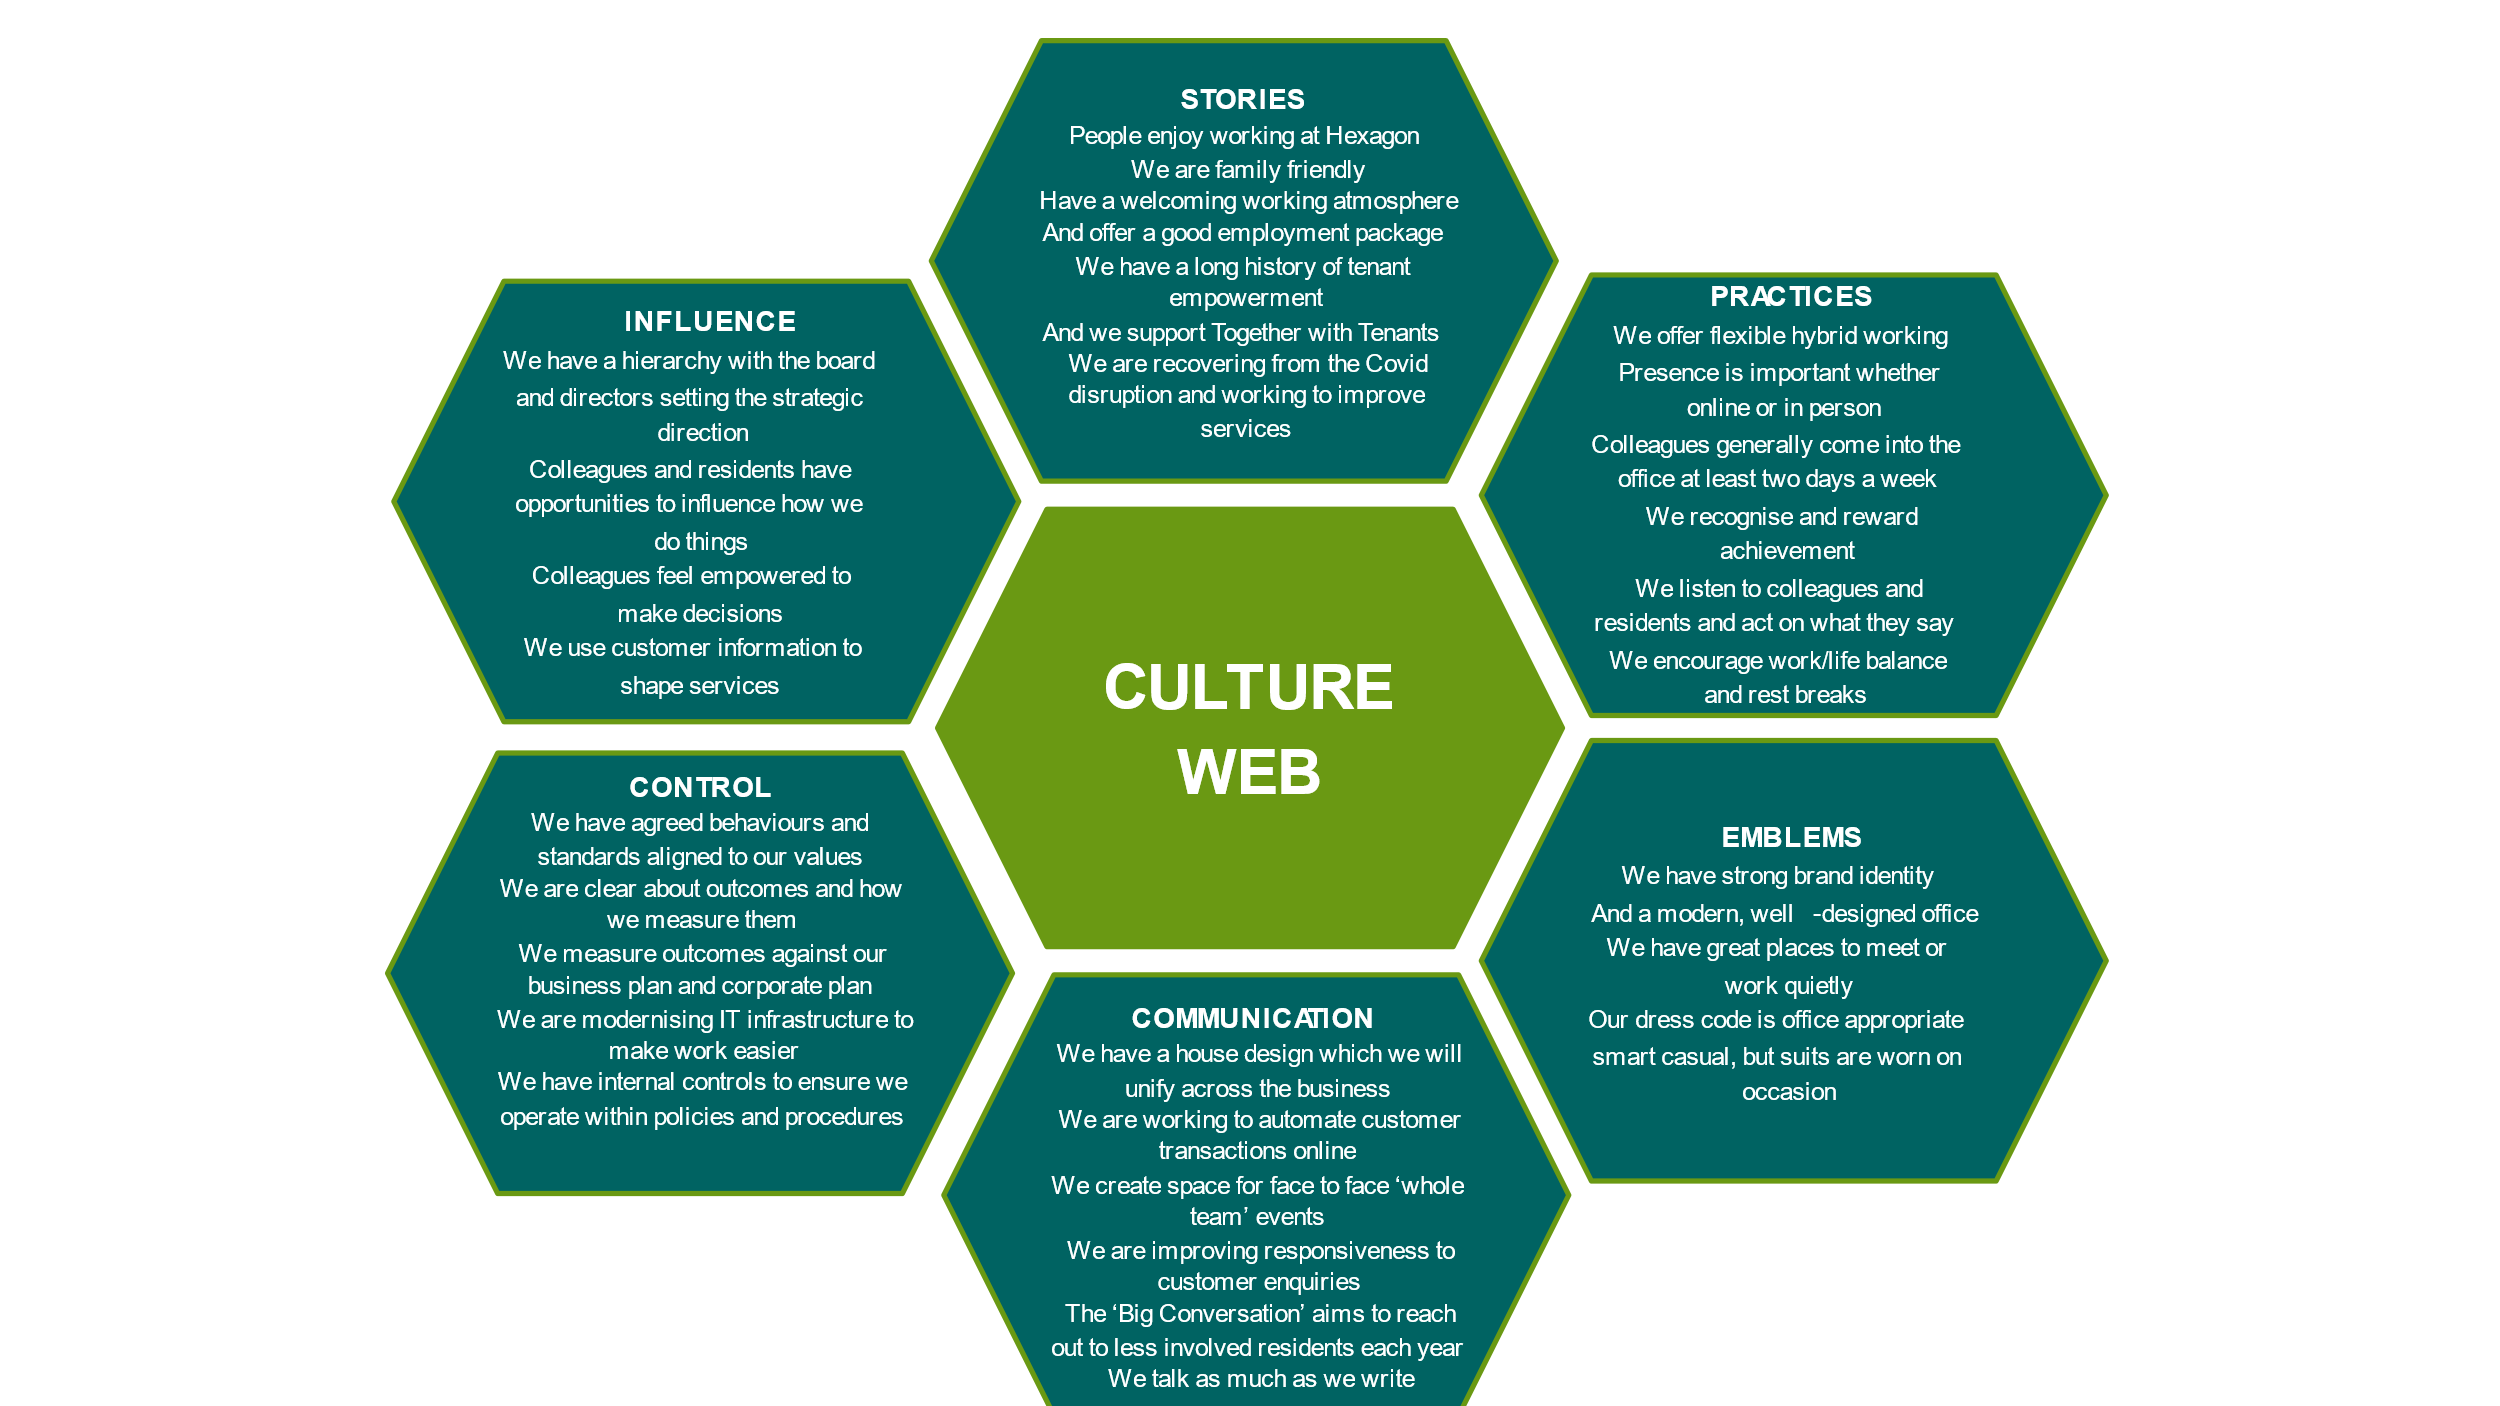 STORIES
People enjoy working at Hexagon
We are family friendly
Have a welcoming working atmosphere
And offer a good employment package
We have a long history of tenant
empowerment
And we support Together with Tenants
We are recovering from the Covid
disruption and working to improve
services
INFLUENCE
We have a hierarchy with the board
and directors setting the strategic
direction
Colleagues and residents have
opportunities to influence how we
do things
Colleagues feel empowered to
make decisions
We use customer information to
shape services
PRACTICES
We offer flexible hybrid working
Presence is important whether
online or in person
Colleagues generally come into the
office at least two days a week
We recognise and reward
achievement
We listen to colleagues and
residents and act on what they say
We encourage work/life balance
and rest breaks
CULTURE
WEB
CONTROL
We have agreed behaviours and
standards aligned to our values
We are clear about outcomes and how
we measure them
We measure outcomes against our
business plan and corporate plan
We are modernising IT infrastructure to
make work easier
We have internal controls to ensure we
operate within policies and procedures
EMBLEMS
We have strong brand identity
And a modern, well -designed office
We have great places to meet or
work quietly
Our dress code is office appropriate
smart casual, but suits are worn on
occasion
COMMUNICATION
We have a house design which we will
unify across the business
We are working to automate customer
transactions online
We create space for face to face ‘whole
team’ events
We are improving responsiveness to
customer enquiries
The ‘Big Conversation’ aims to reach
out to less involved residents each year
We talk as much as we write